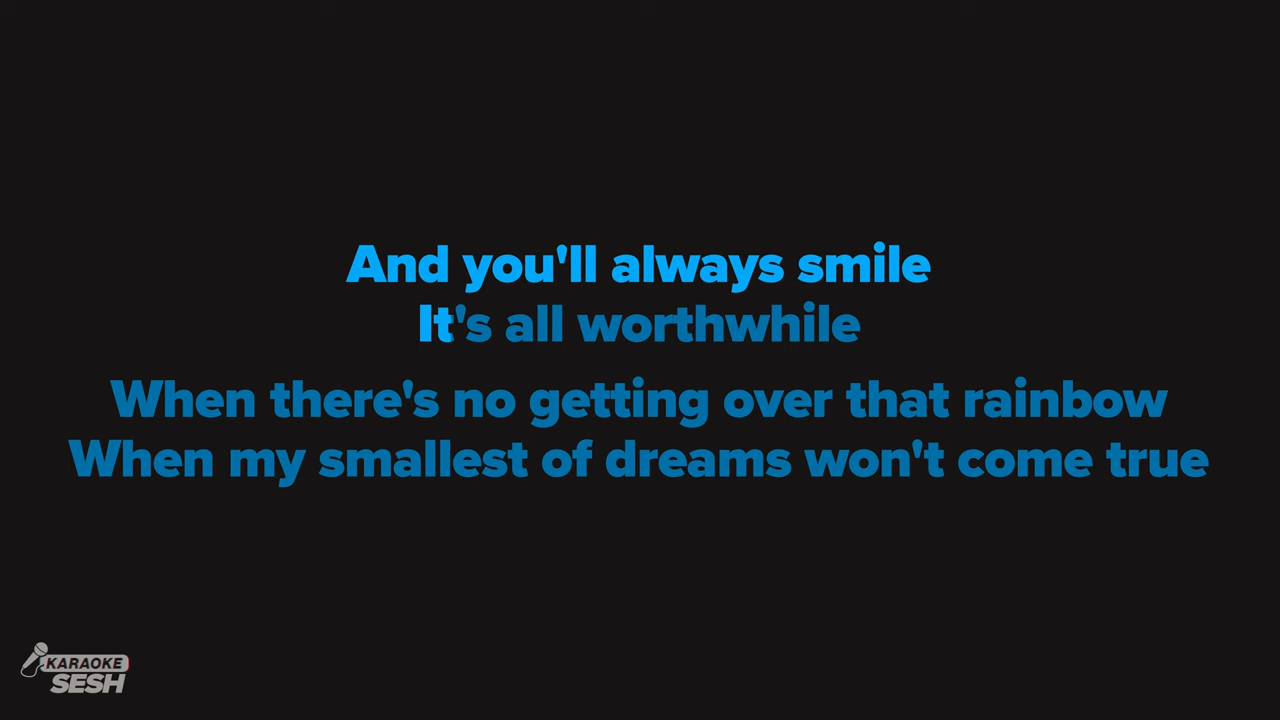 And you'll always smile
It's all worthwhile
When there's no getting over that rainbow
When my smallest of dreams won't come true
KARAOKE
SESH